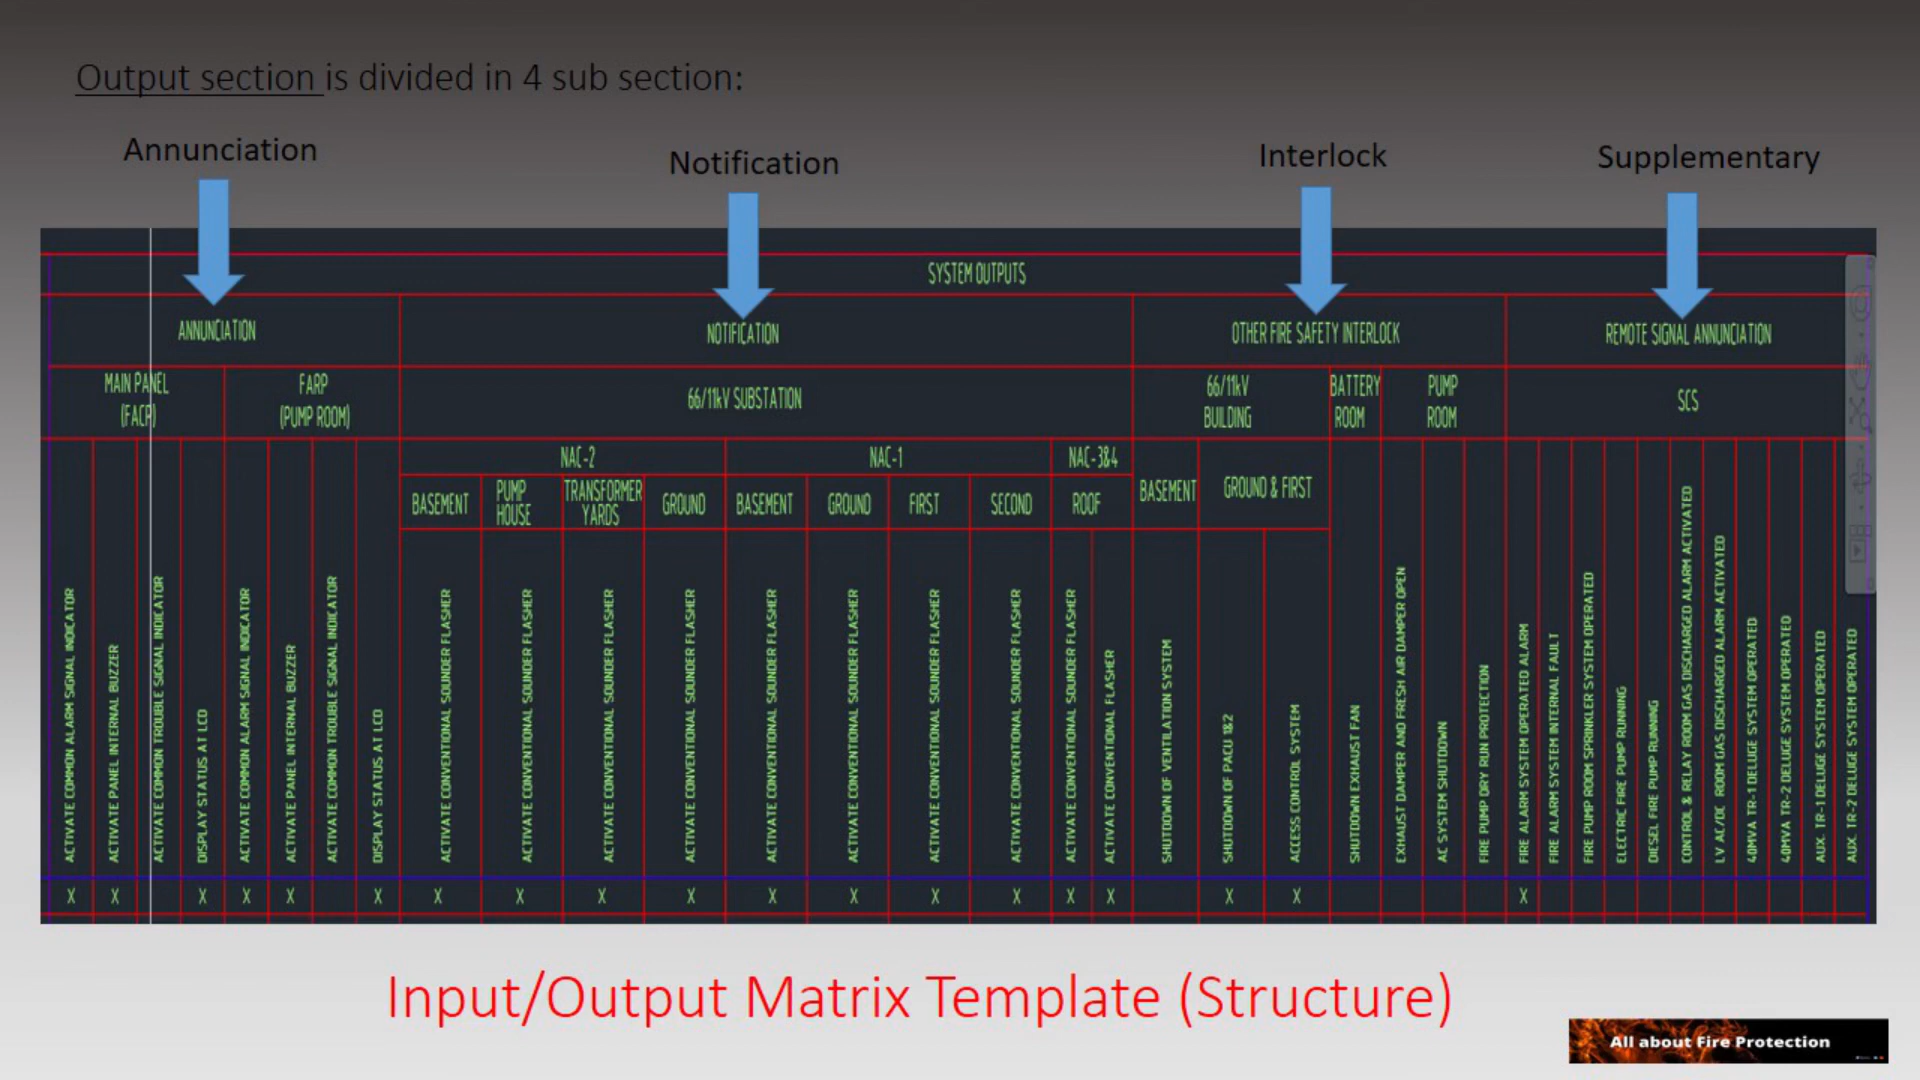 Output section is divided in 4 sub section:
Annunciation
Notification
Interlock
Supplementary
SYSTEM OUTPUTS
ANNUNCIATION
NOTIFICATION
OTHER FIRE SAFETY INTERLOCK
REMOTE SIGNAL ANNUNCIATION
MAIN PANEL
(FACP)
FARP
(PUMP ROOM)
66/11kV SUBSTATION
66/11kV
BUILDING
BATTERY
ROOM
PUMP
ROOM
SCS
NAC-2
NAC-1
NAC-3&4
BASEMENT
PUMP
HOUSE
TRANSFORMER
YARDS
GROUND
BASEMENT
GROUND
FIRST
SECOND
ROOF
BASEMENT
GROUND & FIRST
ACTIVATE COMMON ALARM SIGNAL INDICATOR
ACTIVATE PANEL INTERNAL BUZZER
ACTIVATE COMMON TROUBLE SIGNAL INDICATOR
DISPLAY STATUS AT LCD
ACTIVATE COMMON ALARM SIGNAL INDICATOR
ACTIVATE PANEL INTERNAL BUZZER
ACTIVATE COMMON TROUBLE SIGNAL INDICATOR
DISPLAY STATUS AT LCD
ACTIVATE CONVENTIONAL SOUNDER FLASHER
ACTIVATE CONVENTIONAL SOUNDER FLASHER
ACTIVATE CONVENTIONAL SOUNDER FLASHER
ACTIVATE CONVENTIONAL SOUNDER FLASHER
ACTIVATE CONVENTIONAL SOUNDER FLASHER
ACTIVATE CONVENTIONAL SOUNDER FLASHER
ACTIVATE CONVENTIONAL SOUNDER FLASHER
ACTIVATE CONVENTIONAL SOUNDER FLASHER
ACTIVATE CONVENTIONAL SOUNDER FLASHER
ACTIVATE CONVENTIONAL FLASHER
SHUTDOWN OF VENTILATION SYSTEM
SHUTDOWN OF PACU 1&2
ACCESS CONTROL SYSTEM
SHUTDOWN EXHAUST FAN
EXHAUST DAMPER AND FRESH AIR DAMPER OPEN
AC SYSTEM SHUTDOWN
FIRE PUMP DRY RUN PROTECTION
FIRE ALARM SYSTEM OPERATED ALARM
FIRE ALARM SYSTEM INTERNAL FAULT
FIRE PUMP ROOM SPRINKLER SYSTEM OPERATED
ELECTRIC FIRE PUMP RUNNING
DIESEL FIRE PUMP RUNNING
CONTROL & RELAY ROOM GAS DISCHARGED ALARM ACTIVATED
LV AC/DC ROOM GAS DISCHARGED ALARM ACTIVATED
40MVA TR-1 DELUGE SYSTEM OPERATED
40MVA TR-2 DELUGE SYSTEM OPERATED
AUX. TR-1 DELUGE SYSTEM OPERATED
AUX. TR-2 DELUGE SYSTEM OPERATED
X X X X X X X X X X X X X X X X X X X X
Input/Output Matrix Template (Structure)
All about Fire Protection